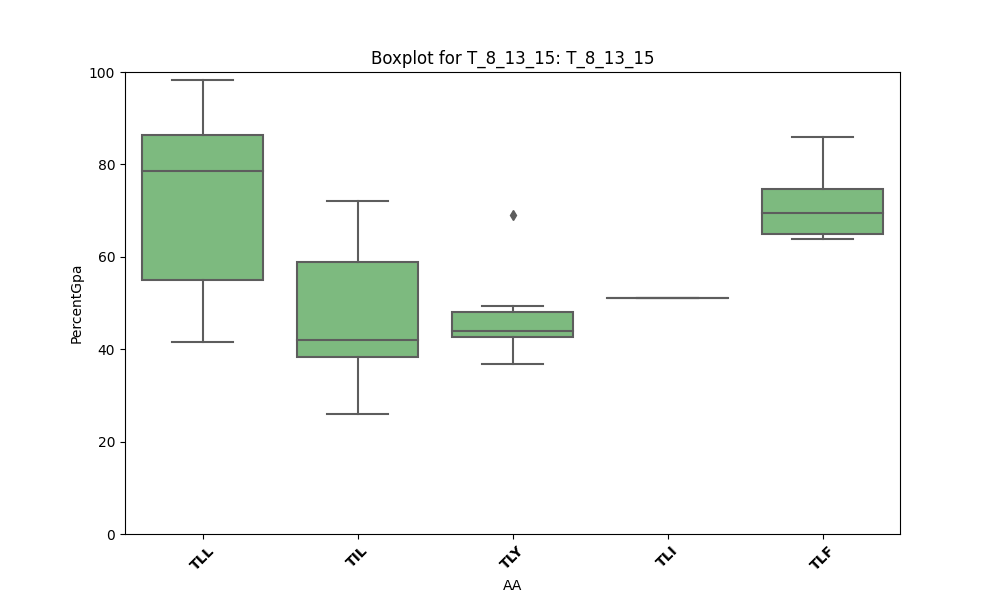 Boxplot for T_8_13_15: T_8_13_15
100
80
60
40
20
0
PercentGpa
TLL
TIL
TLY
TLI
TLF
AA